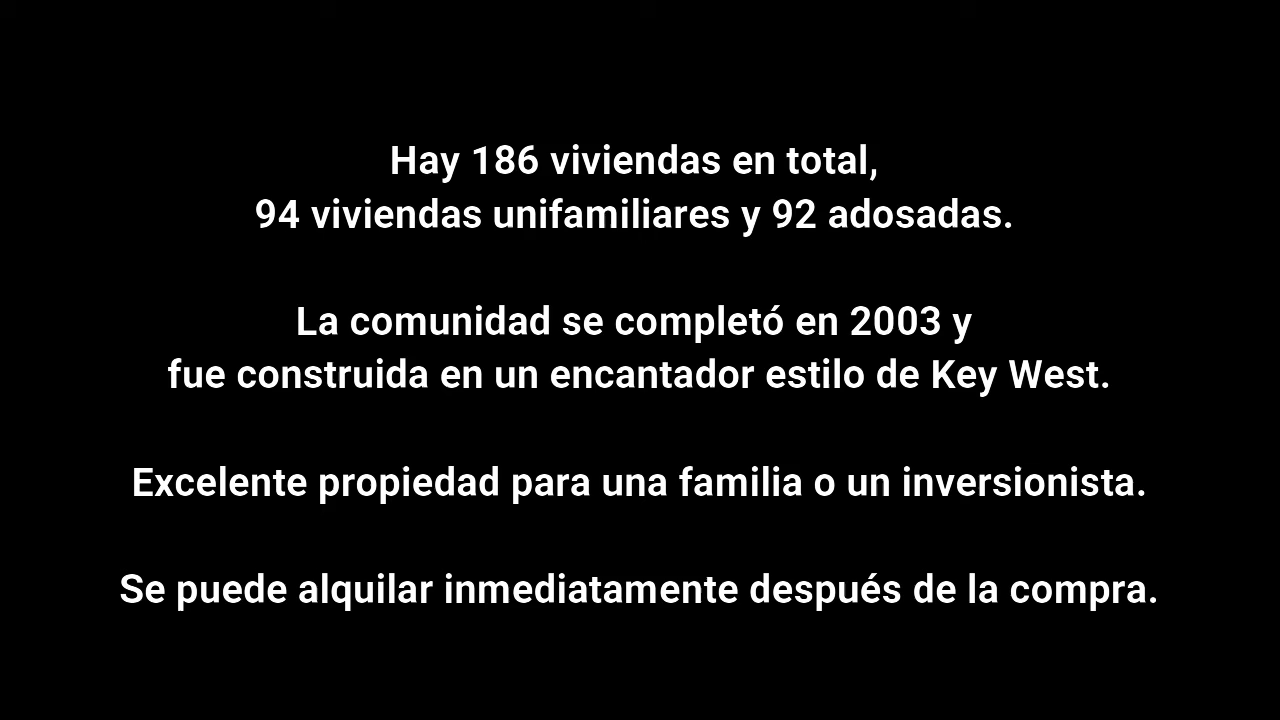 Hay 186 viviendas en total,
94 viviendas unifamiliares y 92 adosadas.
La comunidad se completó en 2003 y
fue construida en un encantador estilo de Key West.
Excelente propiedad para una familia o un inversionista.
Se puede alquilar inmediatamente después de la compra.